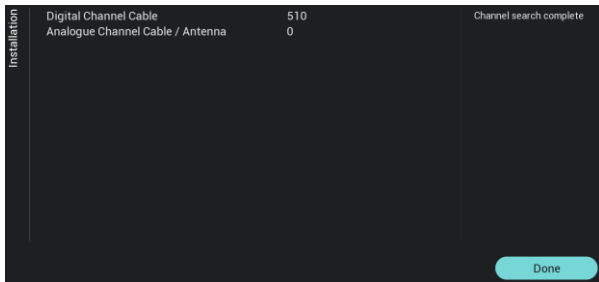 Installation
Digital Channel Cable 510
Analogue Channel Cable / Antenna 0
Channel search complete
Done